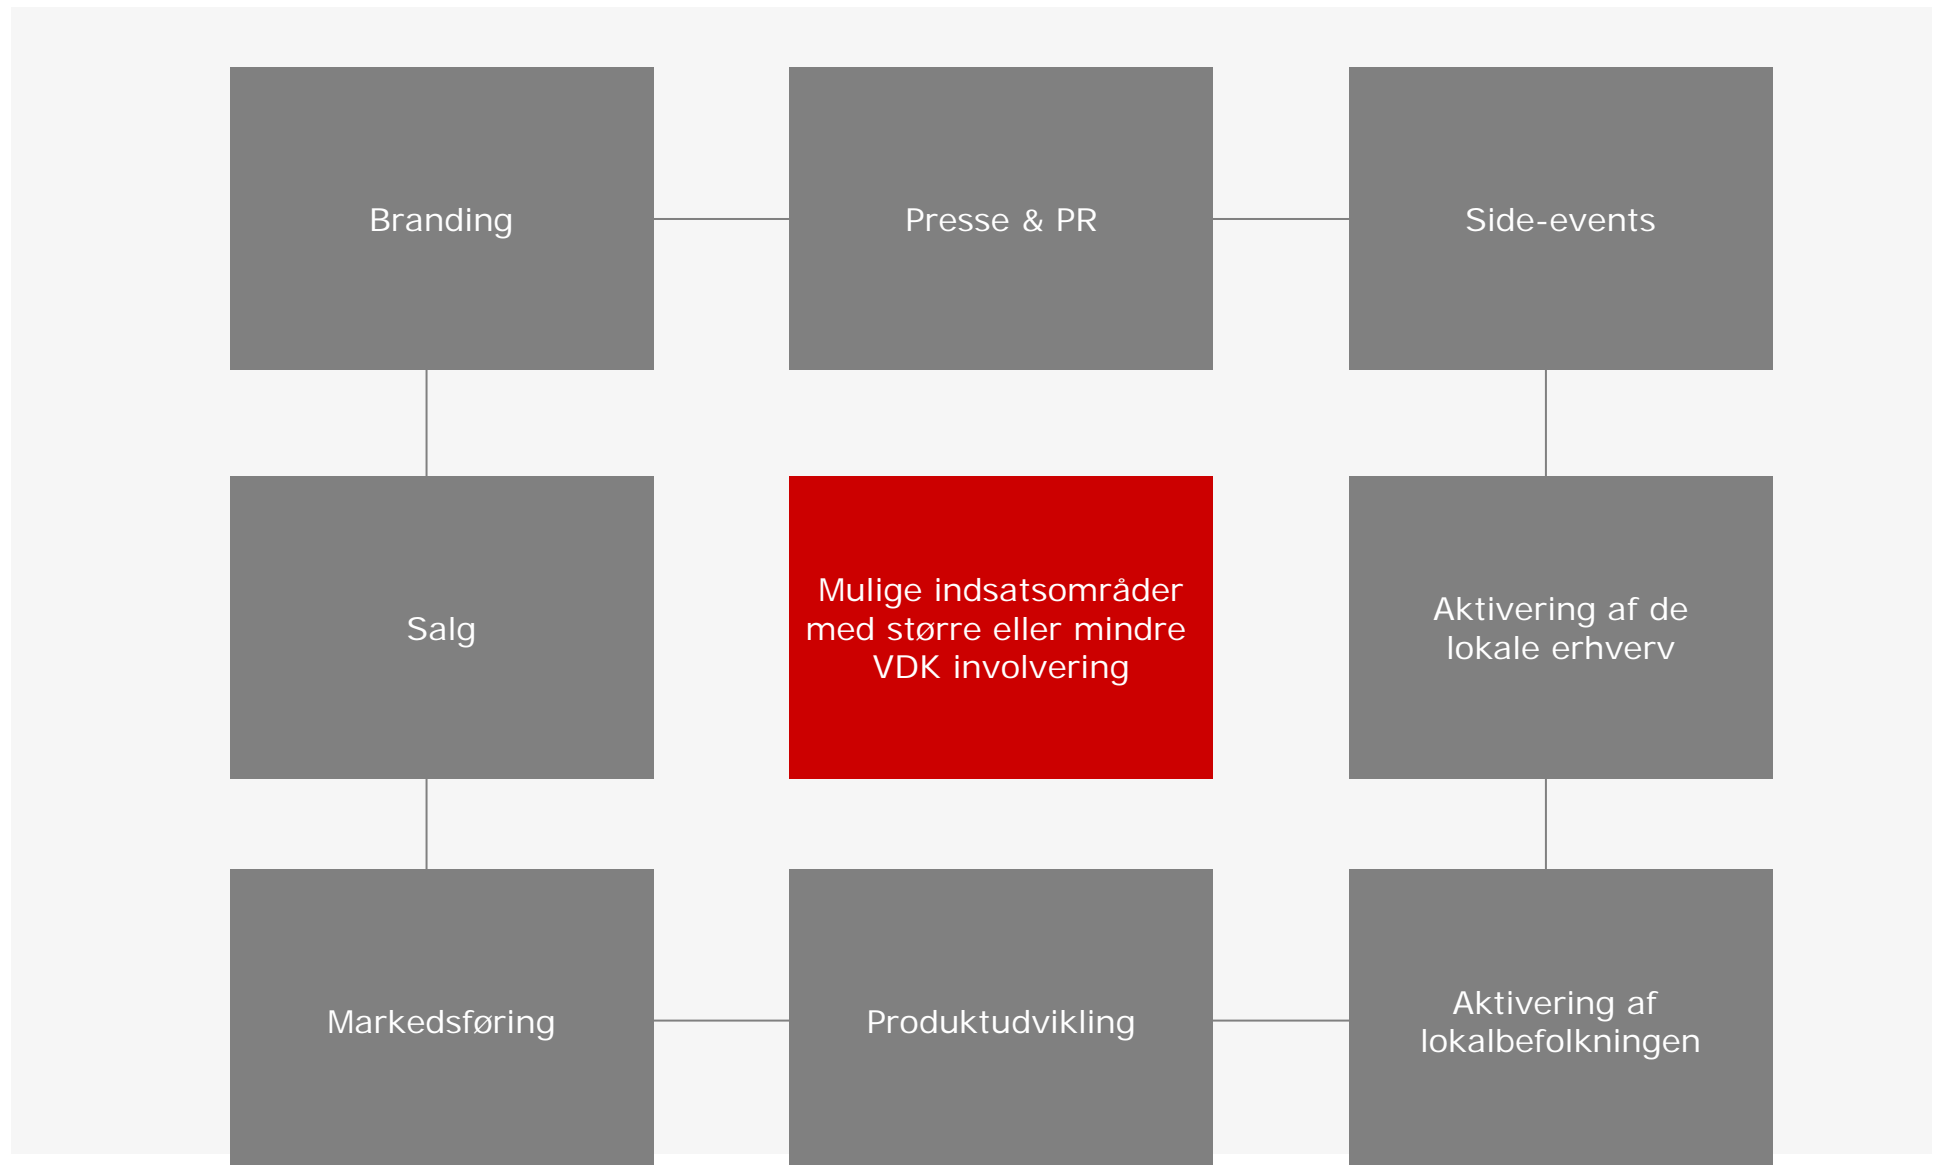 Branding
Presse & PR
Side-events
Salg
Mulige indsatsområder
med større eller mindre
VDK involvering
Aktivering af de
lokale erhverv
Markedsføring
Produktudvikling
Aktivering af
lokalbefolkningen